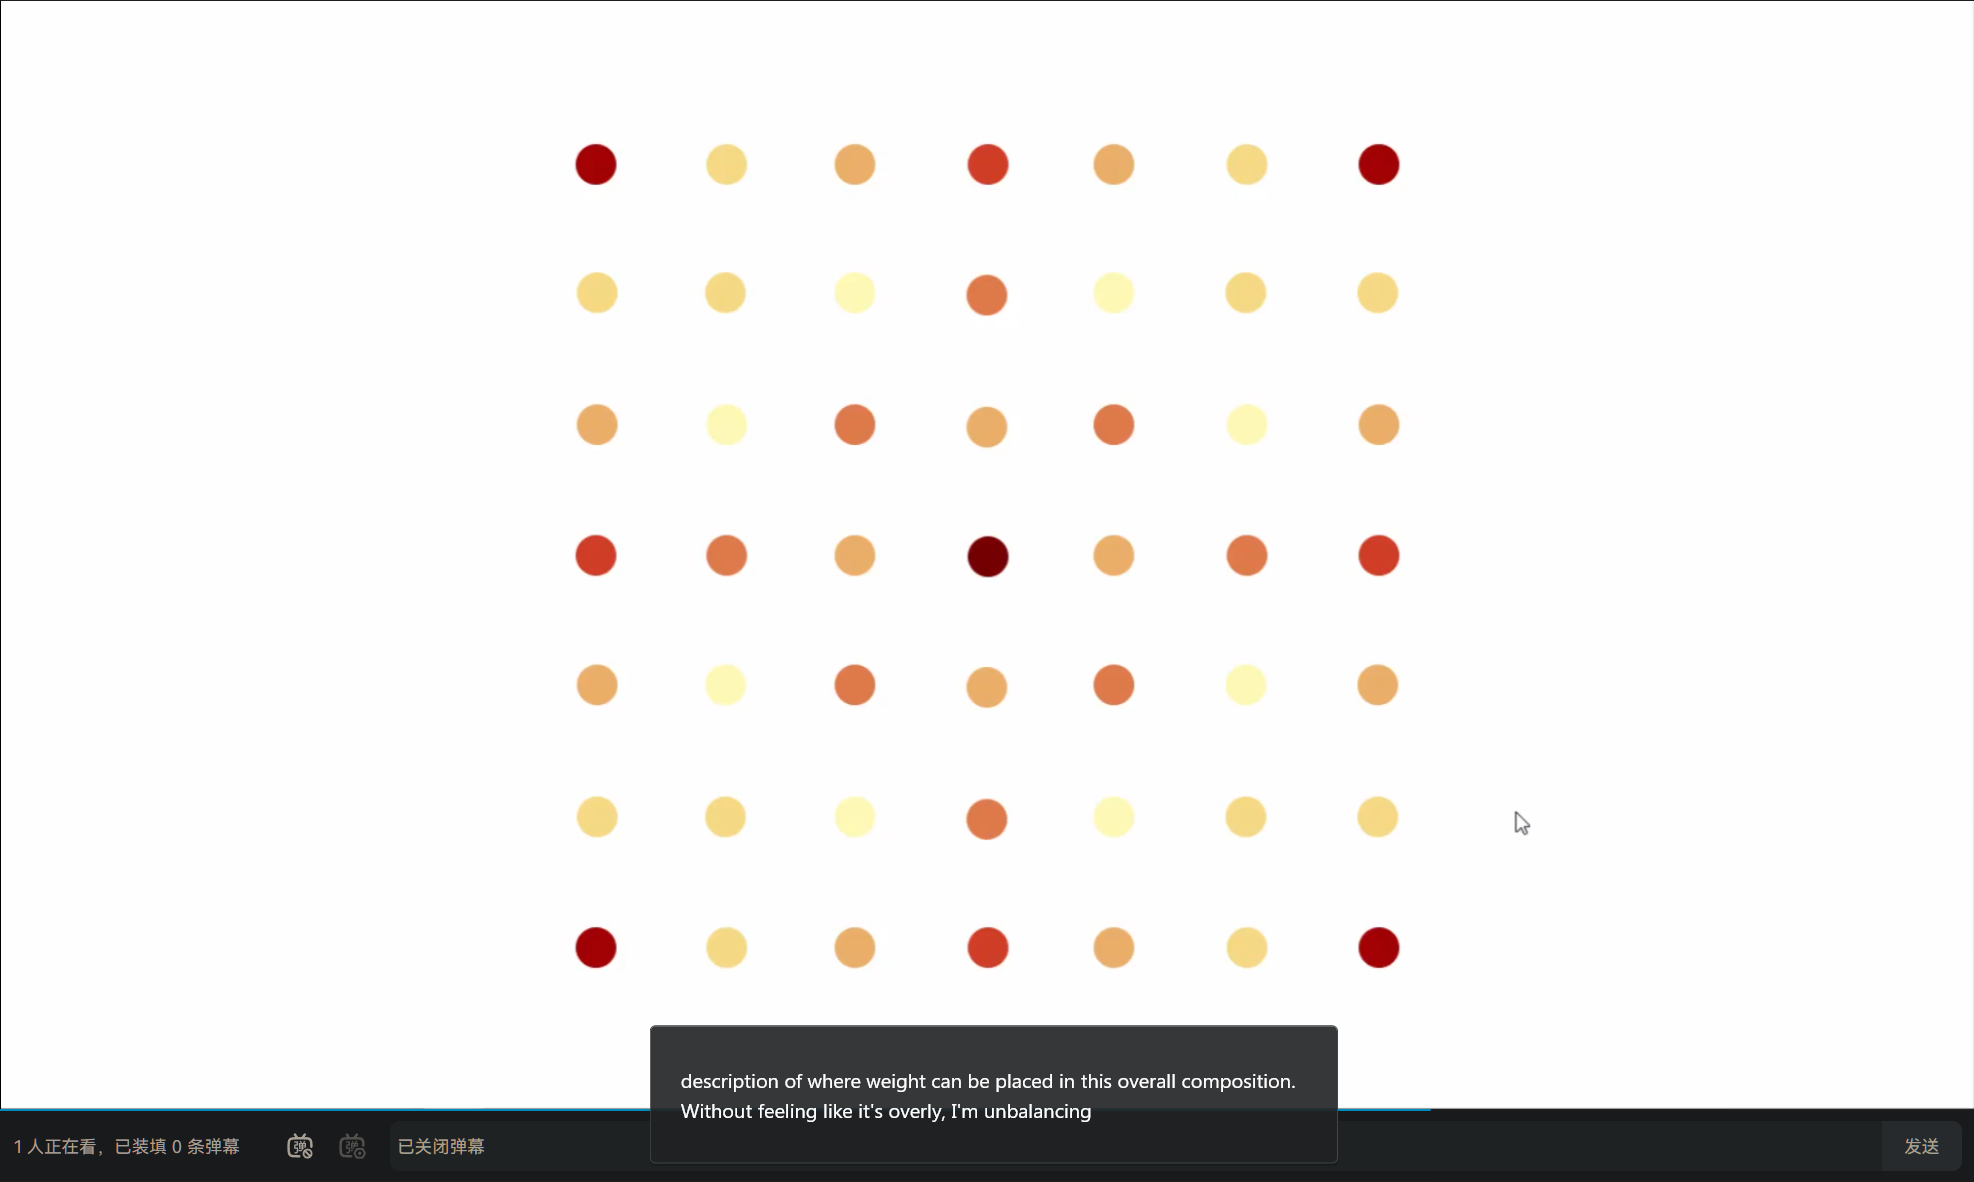 description of where weight can be placed in this overall composition.
Without feeling like it's overly, I'm unbalancing
1 人正在看，已装填 0 条弹幕
已关闭弹幕
发送